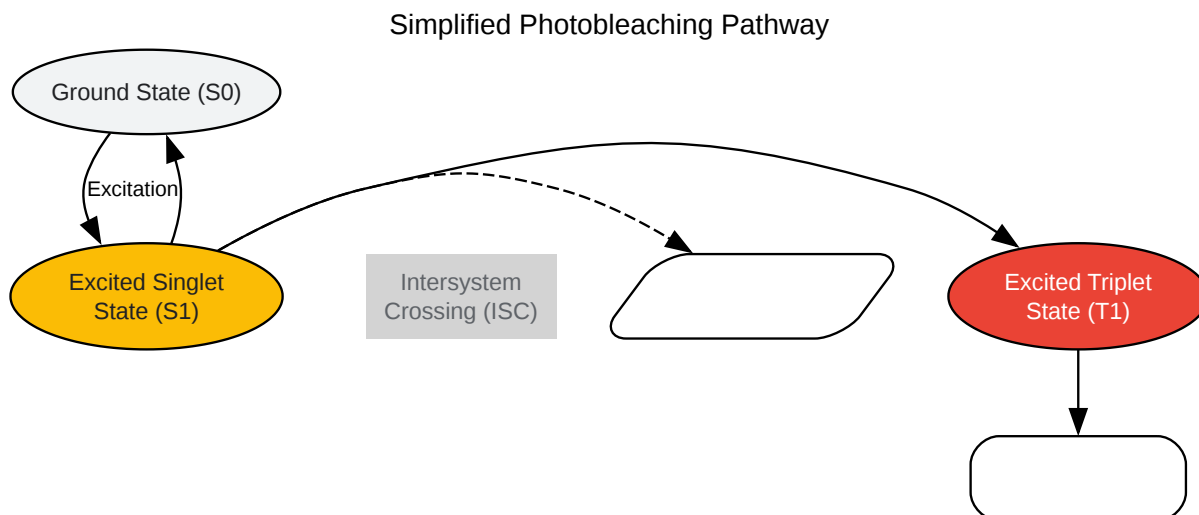 Simplified Photobleaching Pathway
Ground State (S0)
Excitation
Excited Singlet
State (S1)
Intersystem
Crossing (ISC)
Excited Triplet
State (T1)